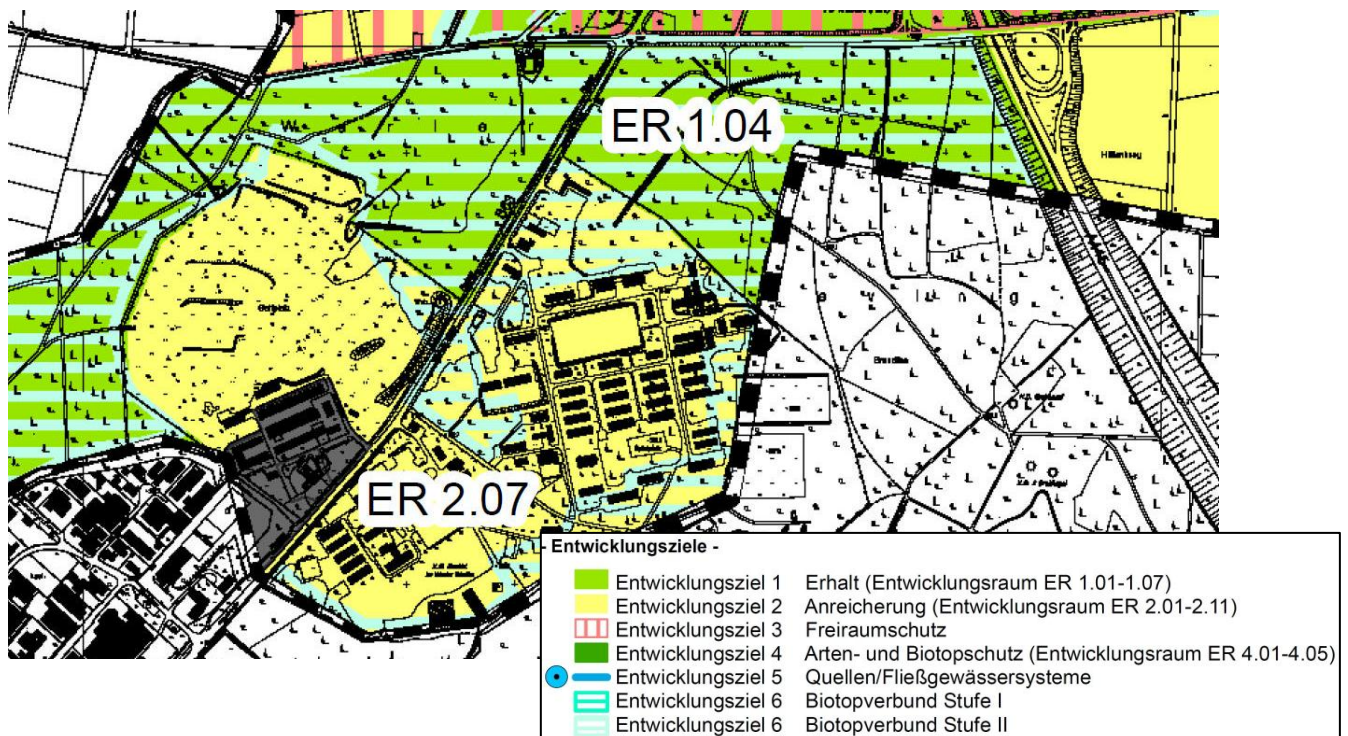 W e r l e r
ER 1.04
e v i n g
ER 2.07
- Entwicklungsziele -
Entwicklungsziel 1 Erhalt (Entwicklungsraum ER 1.01-1.07)
Entwicklungsziel 2 Anreicherung (Entwicklungsraum ER 2.01-2.11)
Entwicklungsziel 3 Freiraumschutz
Entwicklungsziel 4 Arten- und Biotopschutz (Entwicklungsraum ER 4.01-4.05)
Entwicklungsziel 5 Quellen/Fließgewässersysteme
Entwicklungsziel 6 Biotopverbund Stufe I
Entwicklungsziel 6 Biotopverbund Stufe II